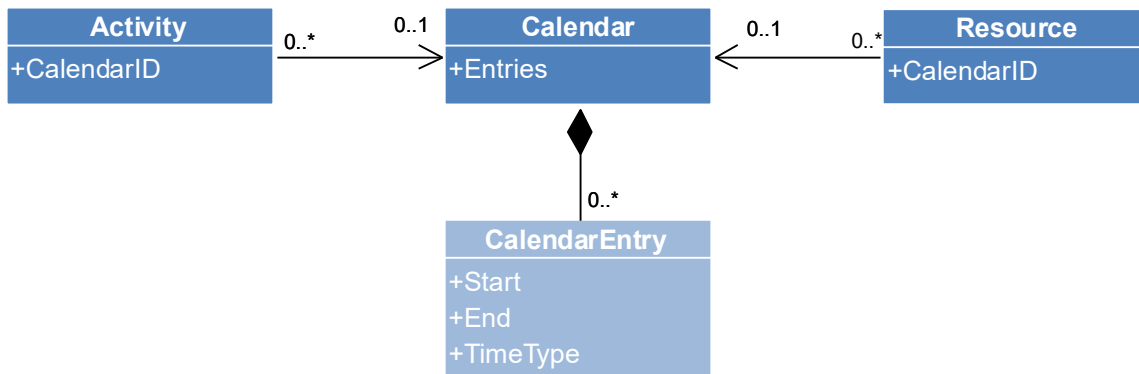 Activity
+CalendarID
0..*
0..1
Calendar
+Entries
0..1
0..*
Resource
+CalendarID
0..*
CalendarEntry
+Start
+End
+TimeType